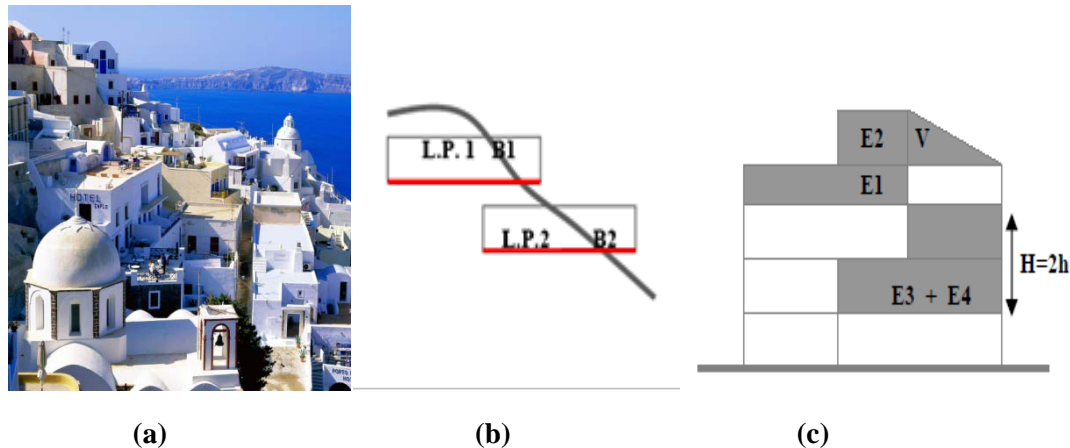 HOTEL
L.P. 1 B1
L.P.2 B2
E2 V
E1
H=2h
E3 + E4
(a) (b) (c)